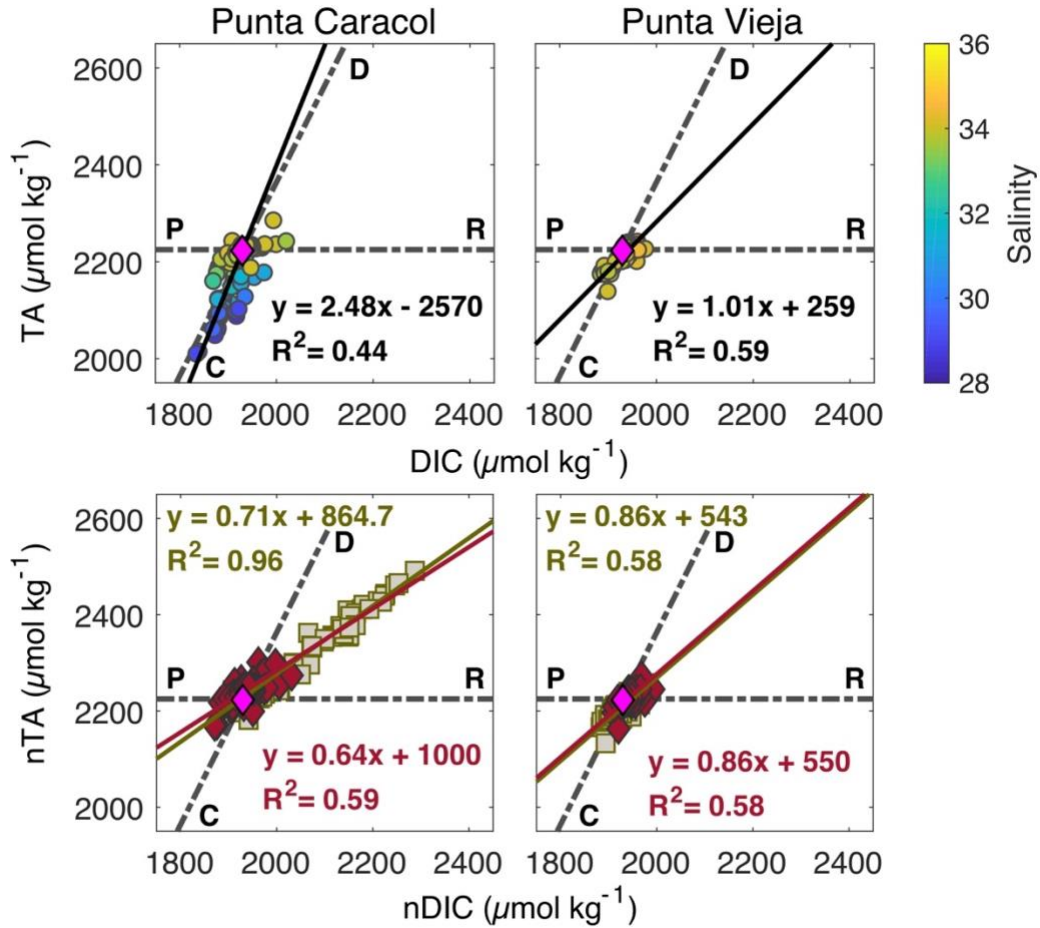 Punta Caracol
Punta Vieja
2600
2400
2200
2000
TA (µmol kg⁻¹)
D
P
R
C
y = 2.48x - 2570
R²= 0.44
1800 2000 2200 2400
D
P
R
C
y = 1.01x + 259
R²= 0.59
1800 2000 2200 2400
36
34
32
30
28
Salinity
DIC (µmol kg⁻¹)
2600
2400
2200
2000
nTA (µmol kg⁻¹)
y = 0.71x + 864.7
R²= 0.96
D
P
R
y = 0.64x + 1000
R²= 0.59
C
1800 2000 2200 2400
y = 0.86x + 543
R²= 0.58
D
P
R
y = 0.86x + 550
R²= 0.58
C
1800 2000 2200 2400
nDIC (µmol kg⁻¹)